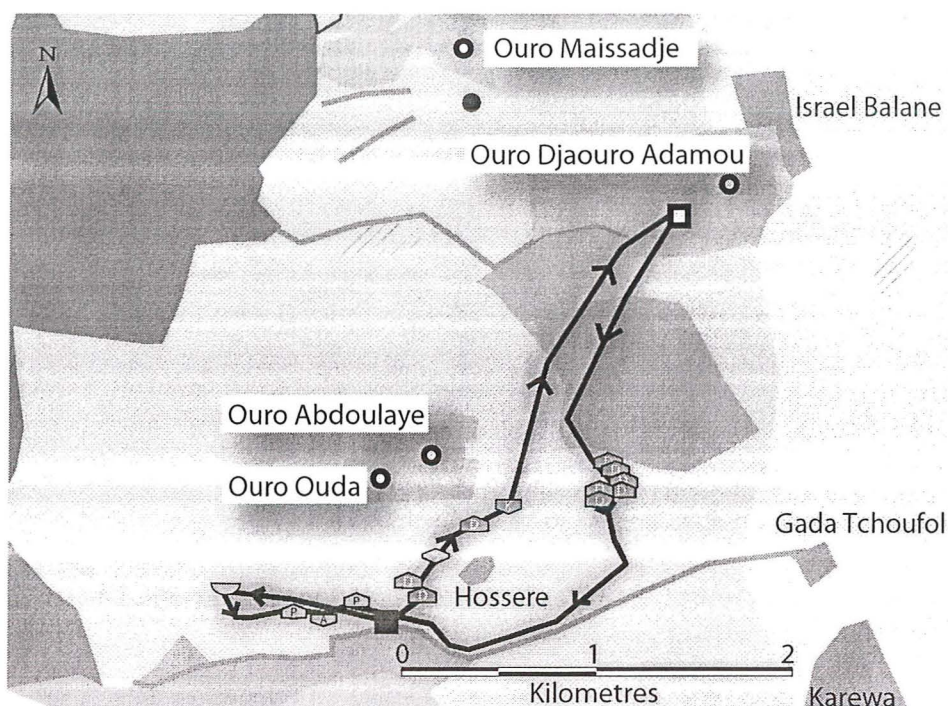 N
Ouro Maissadje
Israel Balane
Ouro Djaouro Adamou
Ouro Abdoulaye
Ouro Ouda
Gada Tchoufol
P
P
A
Hossere
0 1 2
Kilometres
Karewa